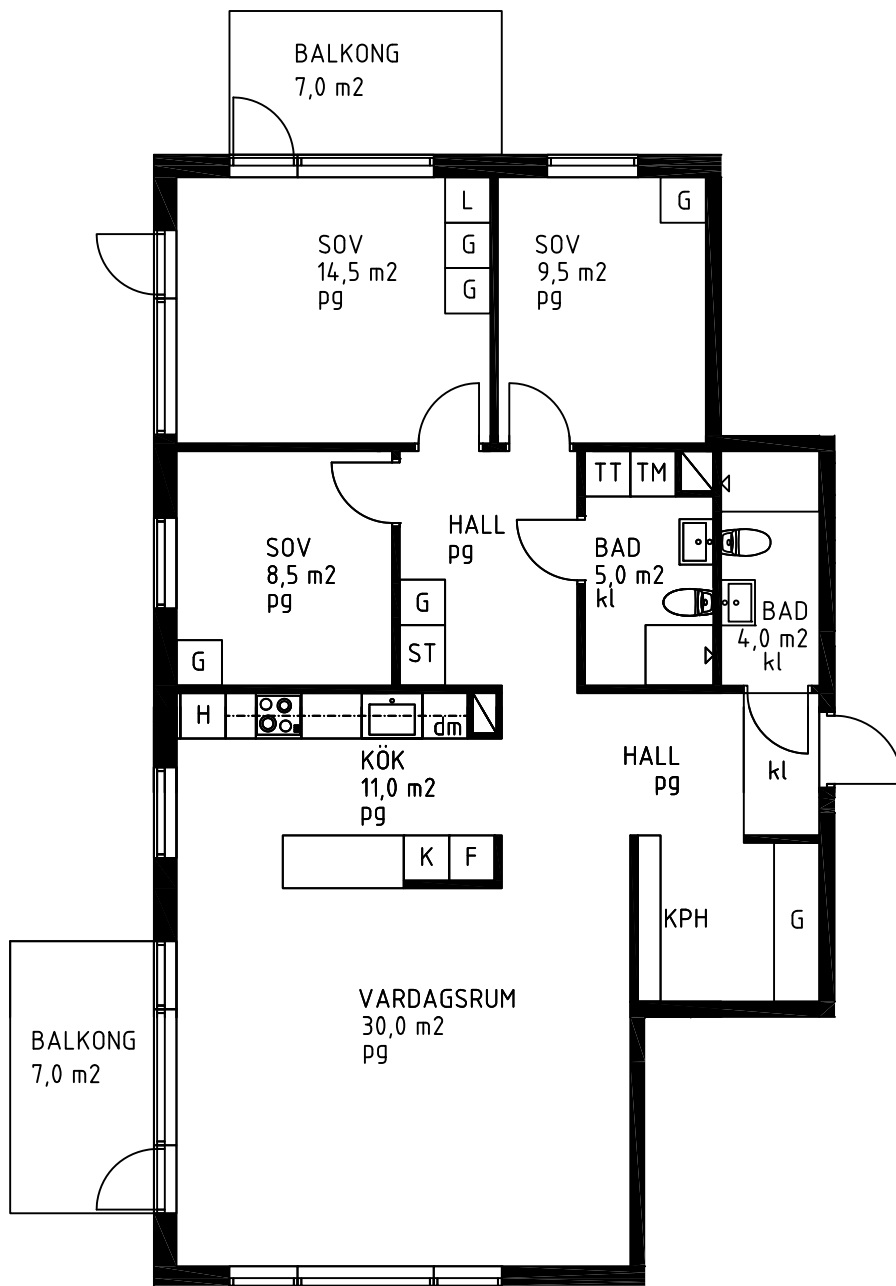 BALKONG
7,0 m2
L
G
G
G
SOV
14,5 m2
pg
SOV
9,5 m2
pg
TT
TM
HALL
pg
SOV
8,5 m2
pg
BAD
5,0 m2
kl
BAD
4,0 m2
kl
G
ST
G
H
dm
KÖK
11,0 m2
pg
HALL
pg
kl
K
F
KPH
G
VARDAGSRUM
30,0 m2
pg
BALKONG
7,0 m2